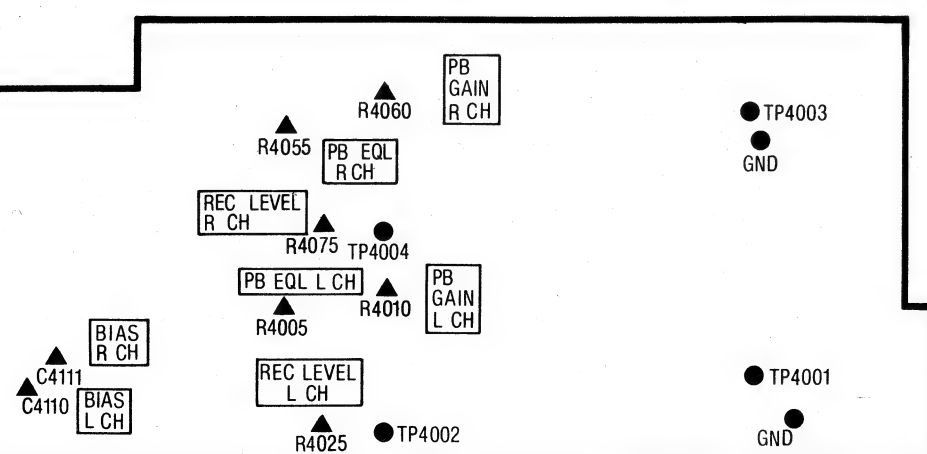 PB
GAIN
R CH
R4060
TP4003
R4055
PB EQL
R CH
GND
REC LEVEL
R CH
R4075
TP4004
PB EQL L CH
PB
GAIN
L CH
R4005
R4010
BIAS
R CH
C4111
REC LEVEL
L CH
TP4001
C4110
BIAS
L CH
R4025
TP4002
GND